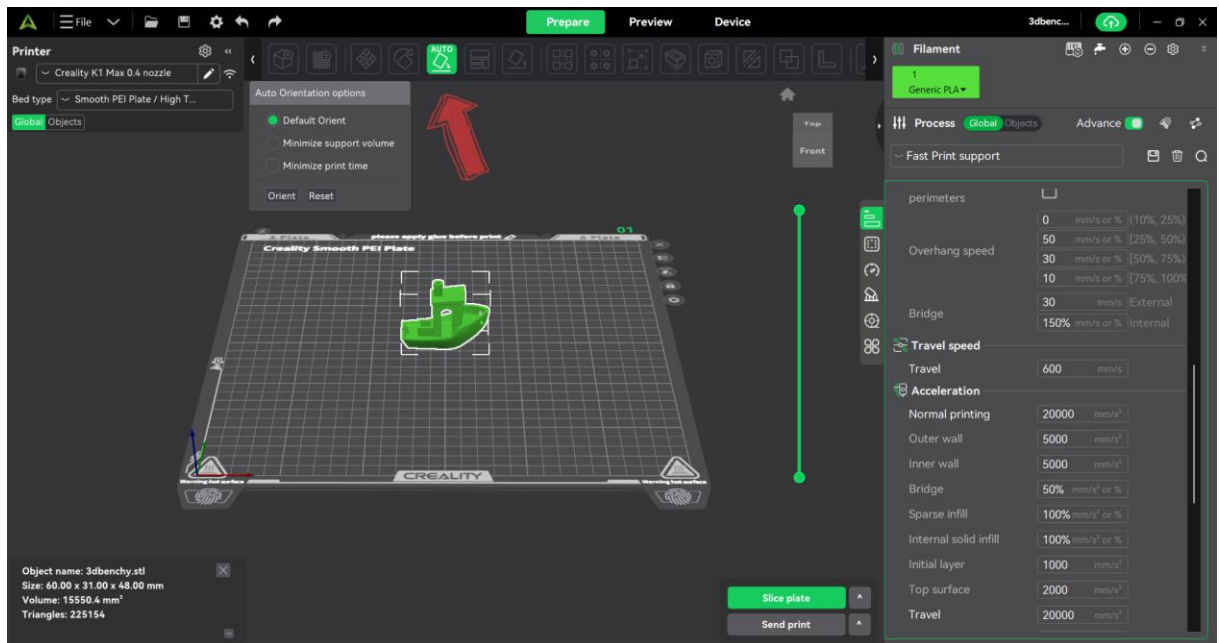 File
Prepare
Preview
Device
3dbenc...
Printer
Creality K1 Max 0.4 nozzle
Bed type
Smooth PEI Plate / High T...
Global
Objects
AUTO
Auto Orientation options
Default Orient
Minimize support volume
Minimize print time
Orient
Reset
Top
Front
01
please apply glue before print
Creality Smooth PEI Plate
CREALITY
Warning hot surface
Warning hot surface
Object name: 3dbenchy.stl
Size: 60.00 x 31.00 x 48.00 mm
Volume: 15550.4 mm³
Triangles: 225154
Slice plate
Send print
Filament
1
Generic PLA
Process
Global
Objects
Advance
Fast Print support
perimeters
Overhang speed
0 mm/s or % (10%, 25%)
50 mm/s or % [25%, 50%)
30 mm/s or % [50%, 75%)
10 mm/s or % [75%, 100%
Bridge
30 mm/s External
150% mm/s or % Internal
Travel speed
Travel 600 mm/s
Acceleration
Normal printing 20000 mm/s²
Outer wall 5000 mm/s²
Inner wall 5000 mm/s²
Bridge 50% mm/s² or %
Sparse infill 100% mm/s² or %
Internal solid infill 100% mm/s² or %
Initial layer 1000 mm/s²
Top surface 2000 mm/s²
Travel 20000 mm/s²